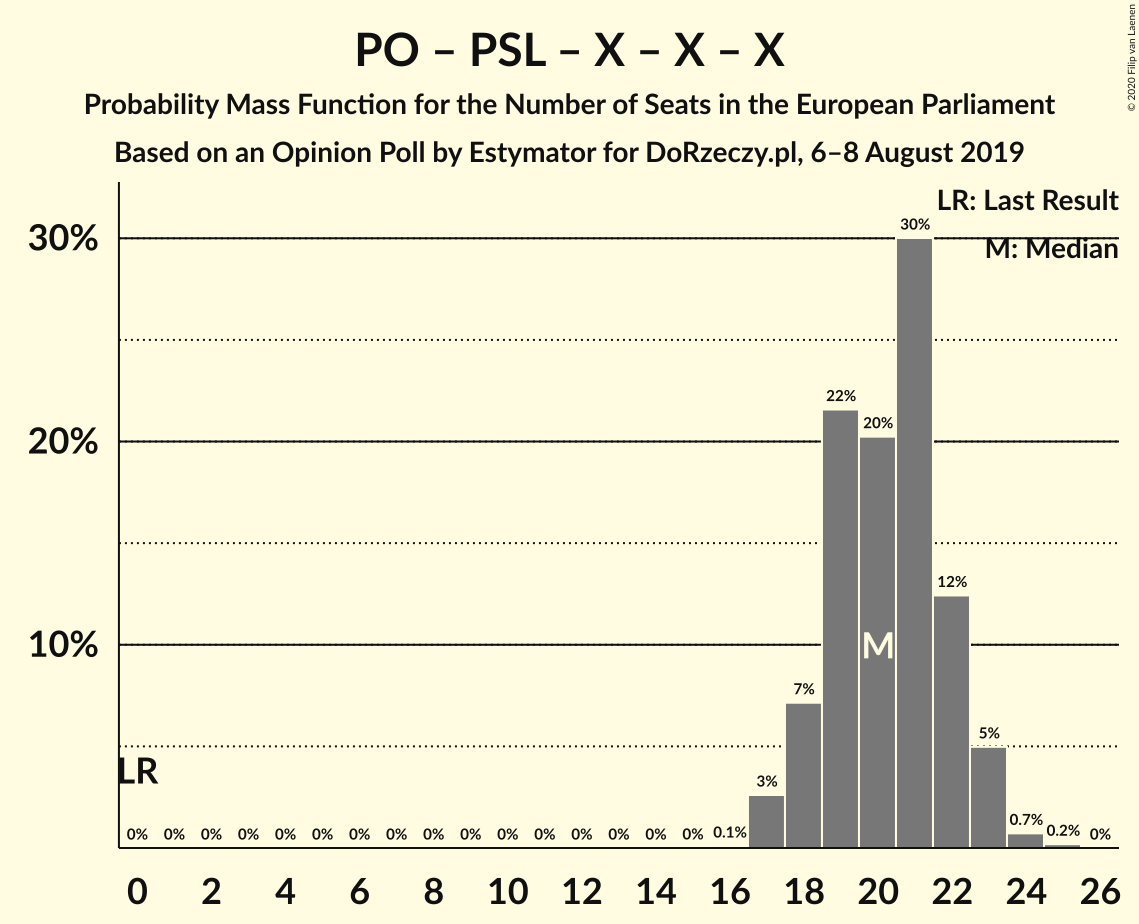 PO – PSL – X – X – X
Probability Mass Function for the Number of Seats in the European Parliament
Based on an Opinion Poll by Estymator for DoRzeczy.pl, 6–8 August 2019
© 2020 Filip van Laenen
LR: Last Result
M: Median
30%
20%
10%
30%
22%
20%
12%
7%
5%
3%
0.7%
0.2%
0.1%
M
LR
0% 0% 0% 0% 0% 0% 0% 0% 0% 0% 0% 0% 0% 0% 0% 0% 0%
0 2 4 6 8 10 12 14 16 18 20 22 24 26